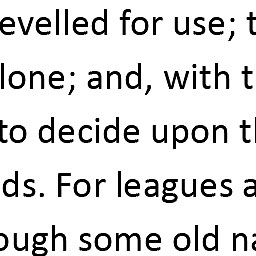 evelled for use; t
lone; and, with t
to decide upon th
ds. For leagues a
ough some old na